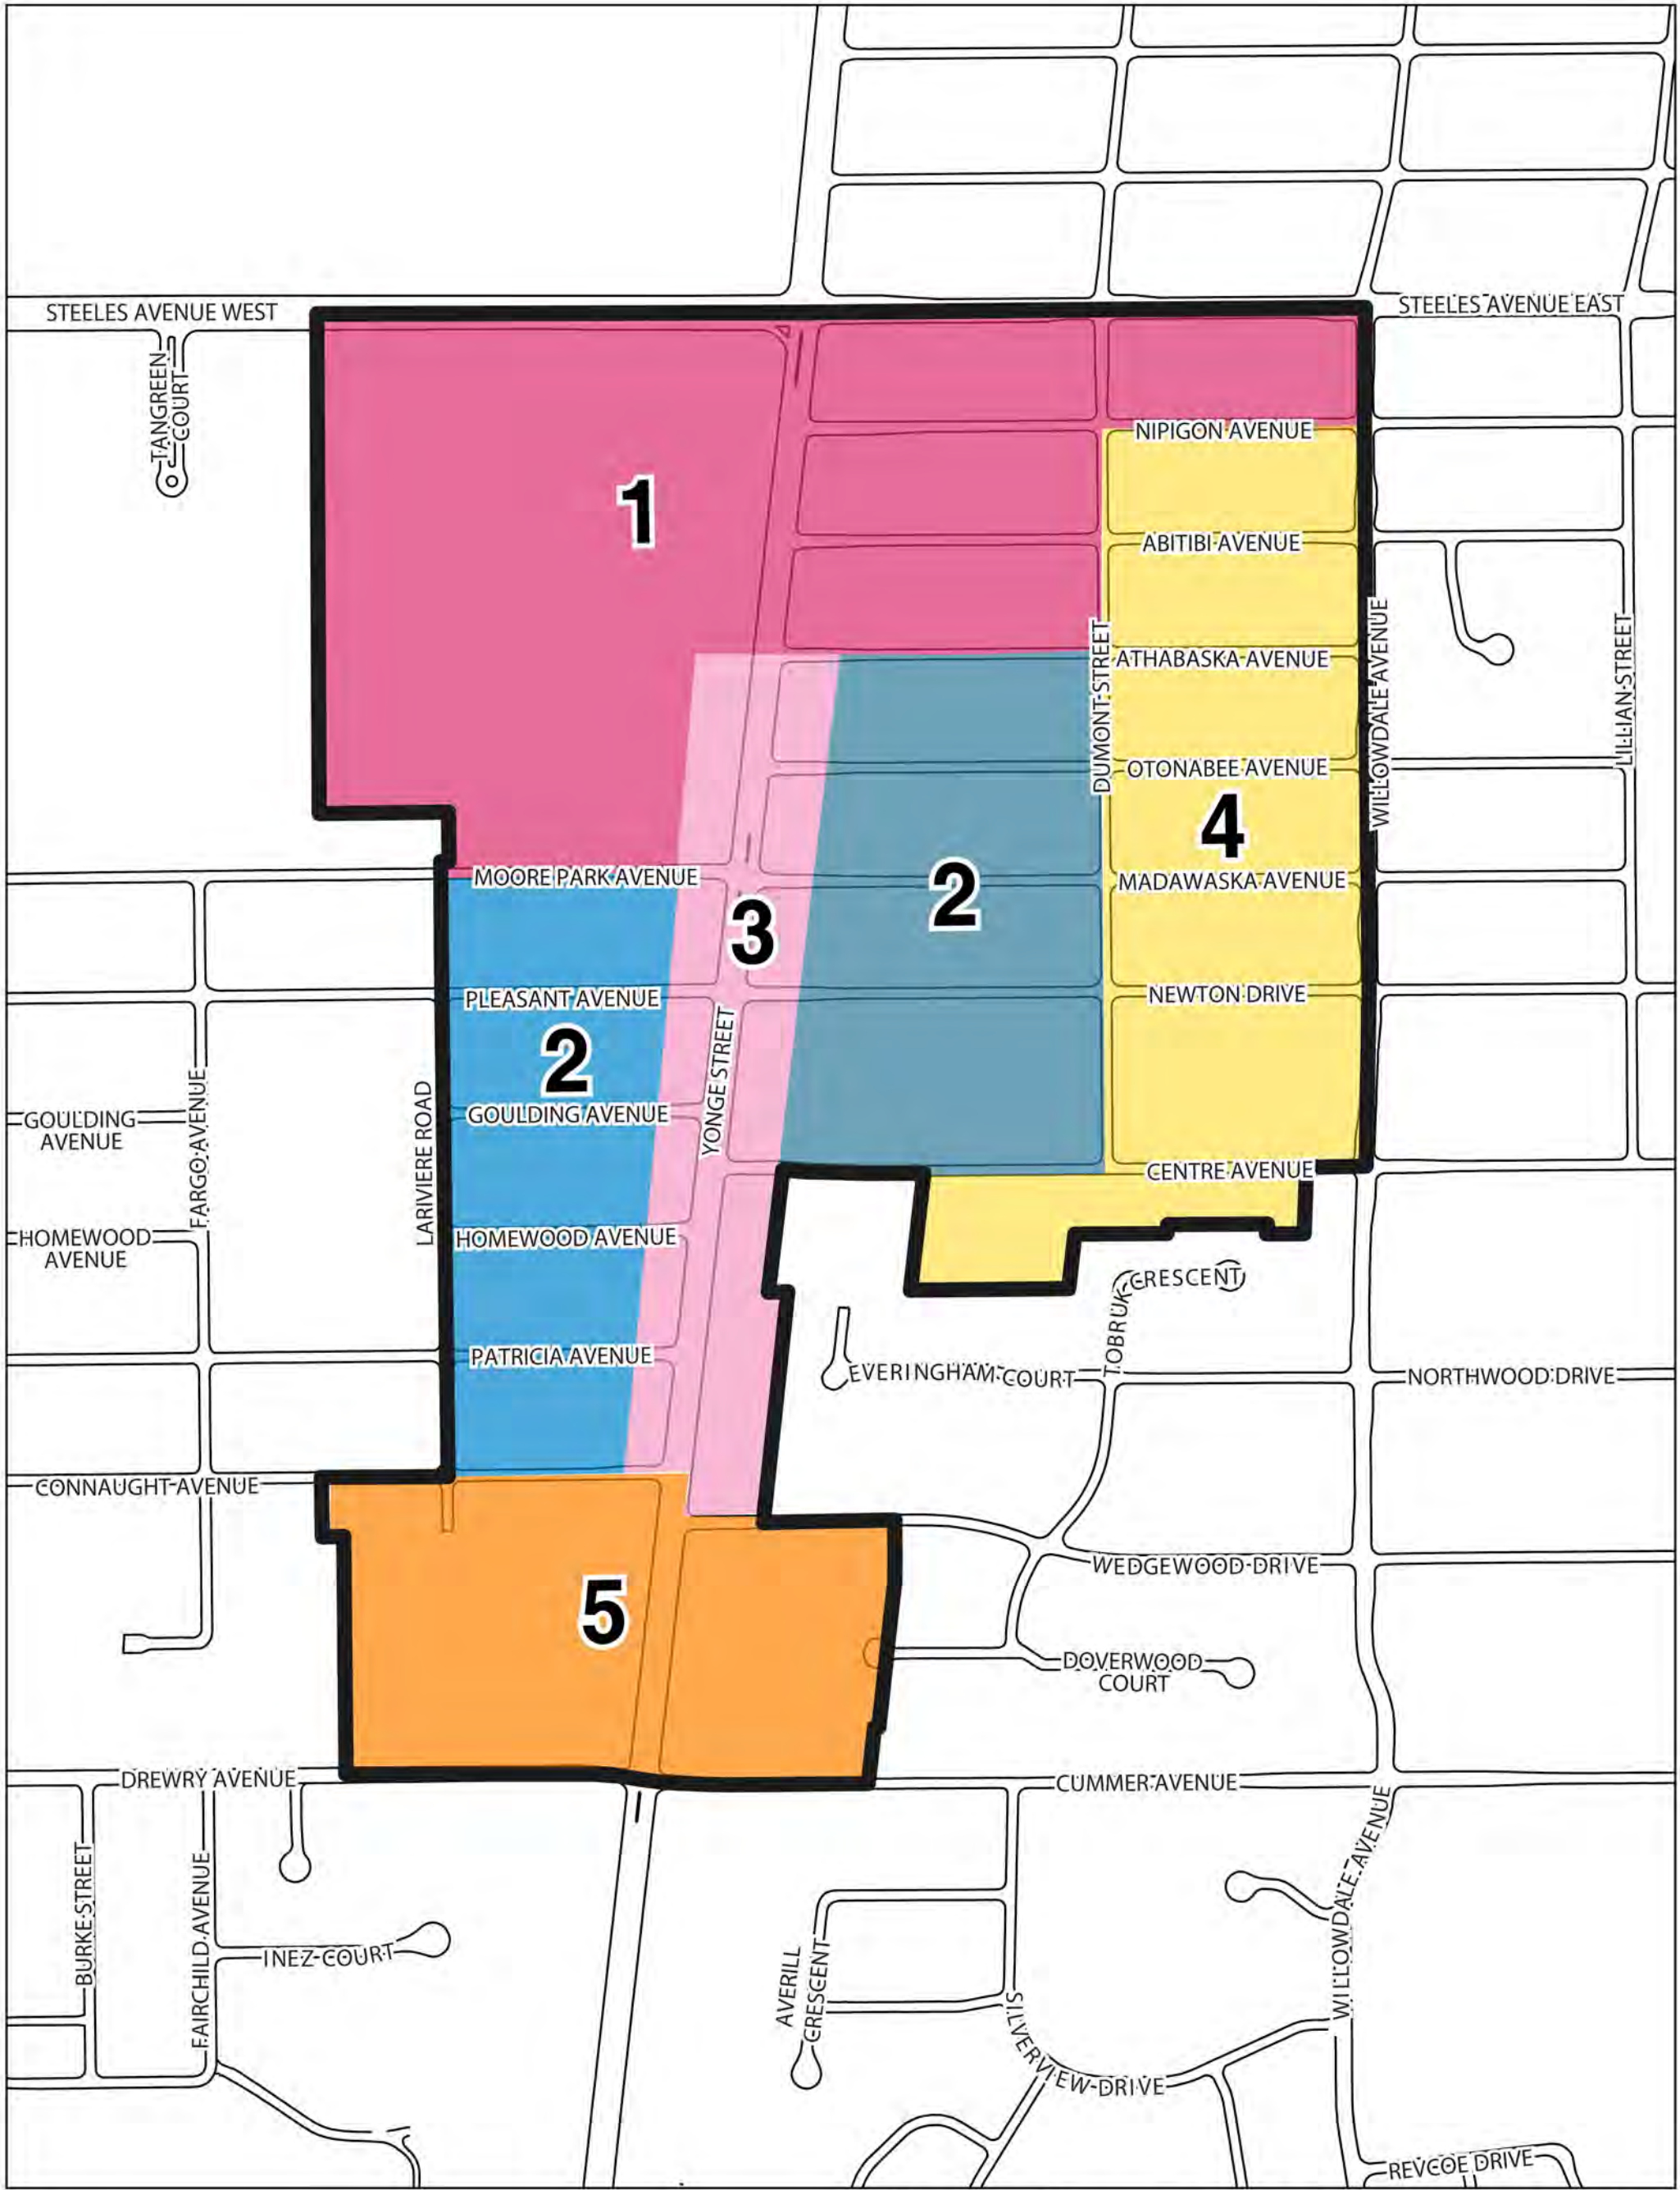 STEELES AVENUE WEST
STEELES AVENUE EAST
TANGREEN
COURT
NIPIGON AVENUE
1
ABITIBI AVENUE
DUMONT STREET
ATHABASKA AVENUE
WILLOWDALE AVENUE
LILLIAN STREET
OTONABEE AVENUE
4
MOORE PARK AVENUE
2
MADAWASKA AVENUE
3
PLEASANT AVENUE
NEWTON DRIVE
2
YONGE STREET
GOULDING
AVENUE
FARGO AVENUE
LARIVIERE ROAD
GOULDING AVENUE
CENTRE AVENUE
HOMEWOOD
AVENUE
HOMEWOOD AVENUE
TOBRUK
CRESCENT
PATRICIA AVENUE
EVERINGHAM COURT
NORTHWOOD DRIVE
CONNAUGHT AVENUE
WEDGEWOOD DRIVE
5
DOVERWOOD
COURT
DREWRY AVENUE
CUMMER AVENUE
BURKE STREET
FAIRCHILD AVENUE
INEZ COURT
AVERILL
CRESCENT
SILVERVIEW DRIVE
WILLOWDALE AVENUE
REVCOE DRIVE